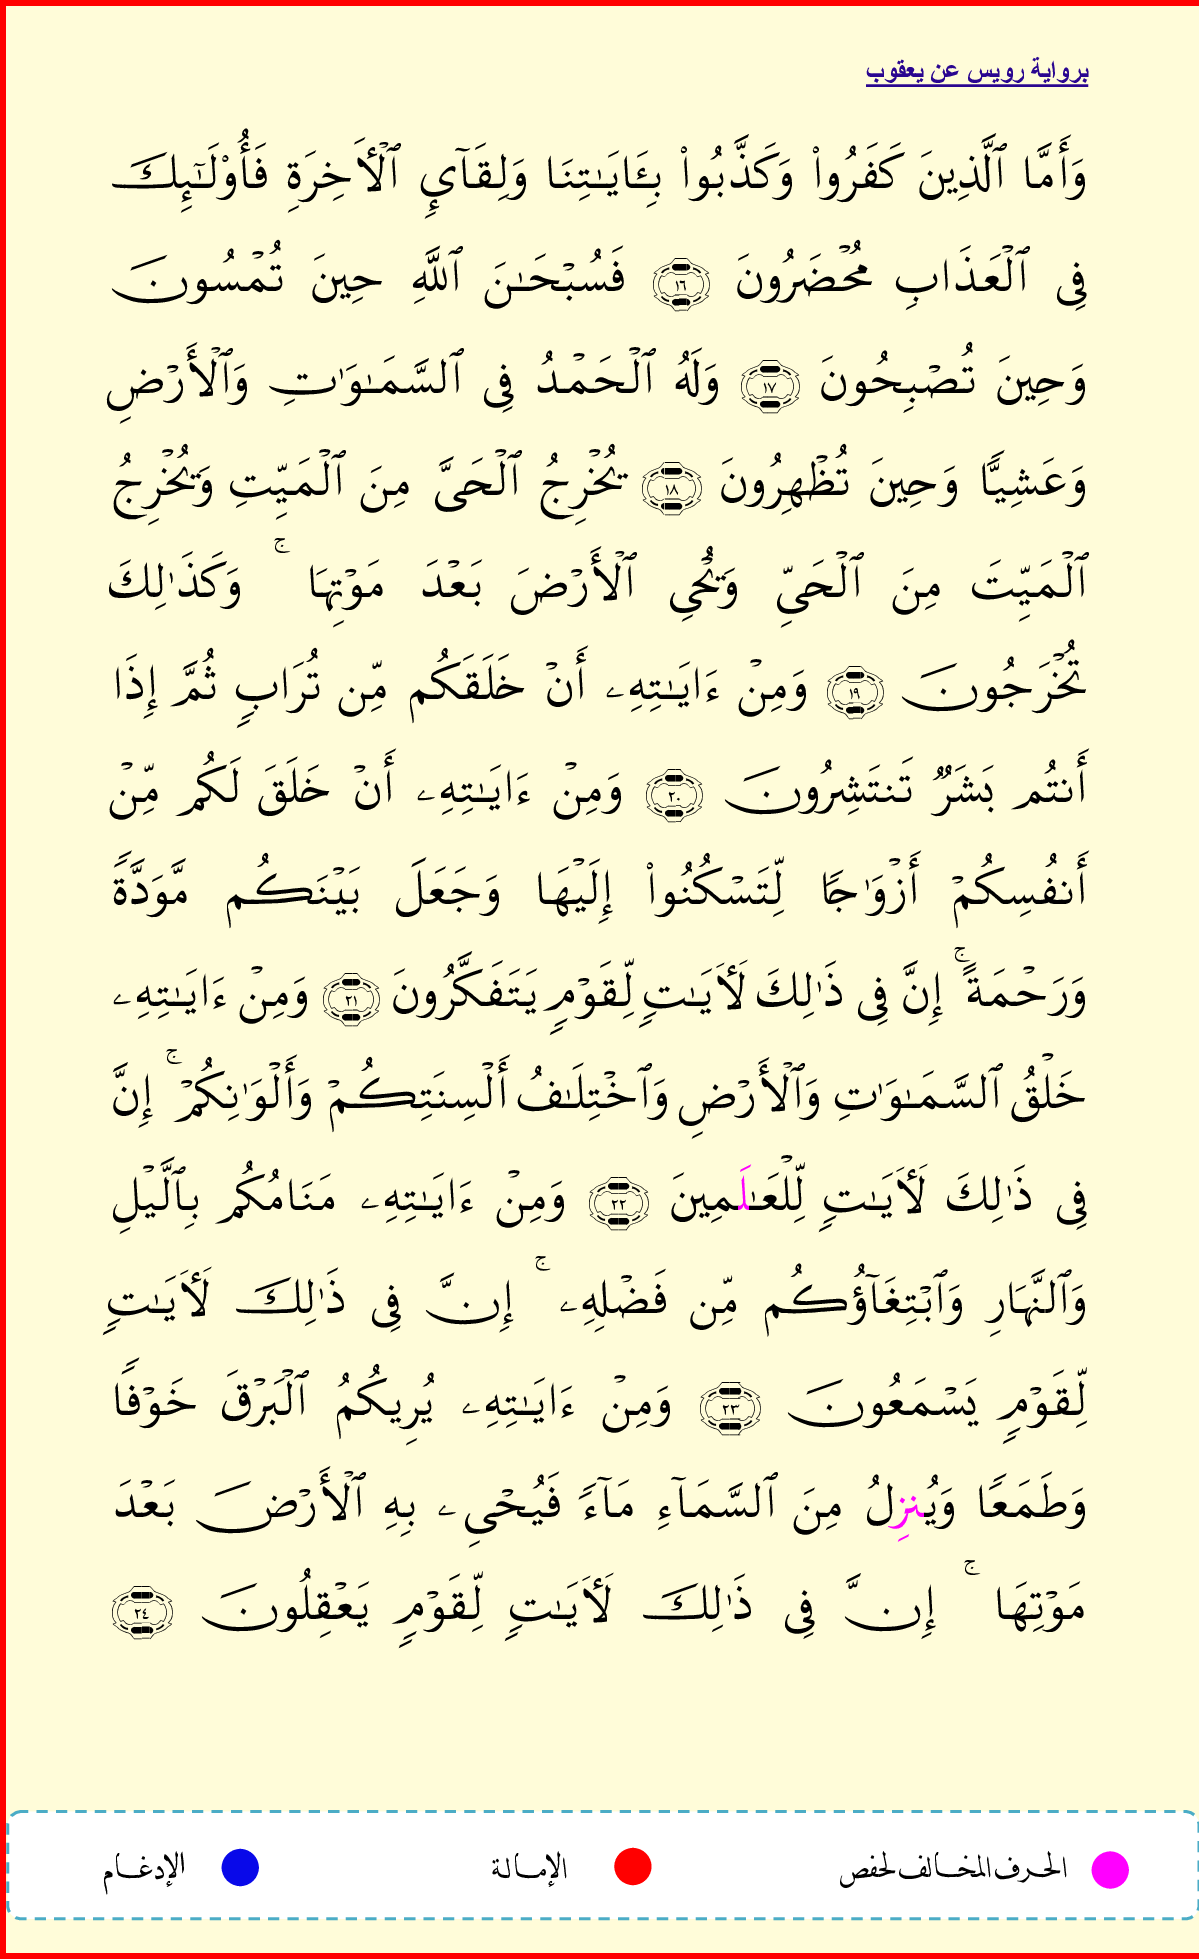 برواية رويس عن يعقوب
وَأَمَّا ٱلَّذِينَ كَفَرُوا۟ وَكَذَّبُوا۟ بِـَٔايَـٰتِنَا وَلِقَآئِ ٱلْأَخِرَةِ فَأُو۟لَـٰٓئِكَ
فِى ٱلْعَذَابِ مُحْضَرُونَ ١٦ فَسُبْحَـٰنَ ٱللَّهِ حِينَ تُمْسُونَ
وَحِينَ تُصْبِحُونَ ١٧ وَلَهُ ٱلْحَمْدُ فِى ٱلسَّمَـٰوَٰتِ وَٱلْأَرْضِ
وَعَشِيًّا وَحِينَ تُظْهِرُونَ ١٨ يُخْرِجُ ٱلْحَىَّ مِنَ ٱلْمَيِّتِ وَيُخْرِجُ
ٱلْمَيِّتَ مِنَ ٱلْحَىِّ وَيُحْىِ ٱلْأَرْضَ بَعْدَ مَوْتِهَا ۚ وَكَذَٰلِكَ
تُخْرَجُونَ ١٩ وَمِنْ ءَايَـٰتِهِۦ أَنْ خَلَقَكُم مِّن تُرَابٍ ثُمَّ إِذَا
أَنتُم بَشَرٌ تَنتَشِرُونَ ٢٠ وَمِنْ ءَايَـٰتِهِۦ أَنْ خَلَقَ لَكُم مِّنْ
أَنفُسِكُمْ أَزْوَٰجًا لِّتَسْكُنُوا۟ إِلَيْهَا وَجَعَلَ بَيْنَكُم مَّوَدَّةً
وَرَحْمَةً ۚ إِنَّ فِى ذَٰلِكَ لَأَيَـٰتٍ لِّقَوْمٍ يَتَفَكَّرُونَ ٢١ وَمِنْ ءَايَـٰتِهِۦ
خَلْقُ ٱلسَّمَـٰوَٰتِ وَٱلْأَرْضِ وَٱخْتِلَـٰفُ أَلْسِنَتِكُمْ وَأَلْوَٰنِكُمْ ۚ إِنَّ
فِى ذَٰلِكَ لَأَيَـٰتٍ لِّلْعَـٰلَمِينَ ٢٢ وَمِنْ ءَايَـٰتِهِۦ مَنَامُكُم بِٱلَّيْلِ
وَٱلنَّهَارِ وَٱبْتِغَآؤُكُم مِّن فَضْلِهِۦ ۚ إِنَّ فِى ذَٰلِكَ لَأَيَـٰتٍ
لِّقَوْمٍ يَسْمَعُونَ ٢٣ وَمِنْ ءَايَـٰتِهِۦ يُرِيكُمُ ٱلْبَرْقَ خَوْفًا
وَطَمَعًا وَيُنزِلُ مِنَ ٱلسَّمَآءِ مَآءً فَيُحْىِۦ بِهِ ٱلْأَرْضَ بَعْدَ
مَوْتِهَا ۚ إِنَّ فِى ذَٰلِكَ لَأَيَـٰتٍ لِّقَوْمٍ يَعْقِلُونَ ٢٤
الحرف المخالف لحفص الإمالة الإدغام